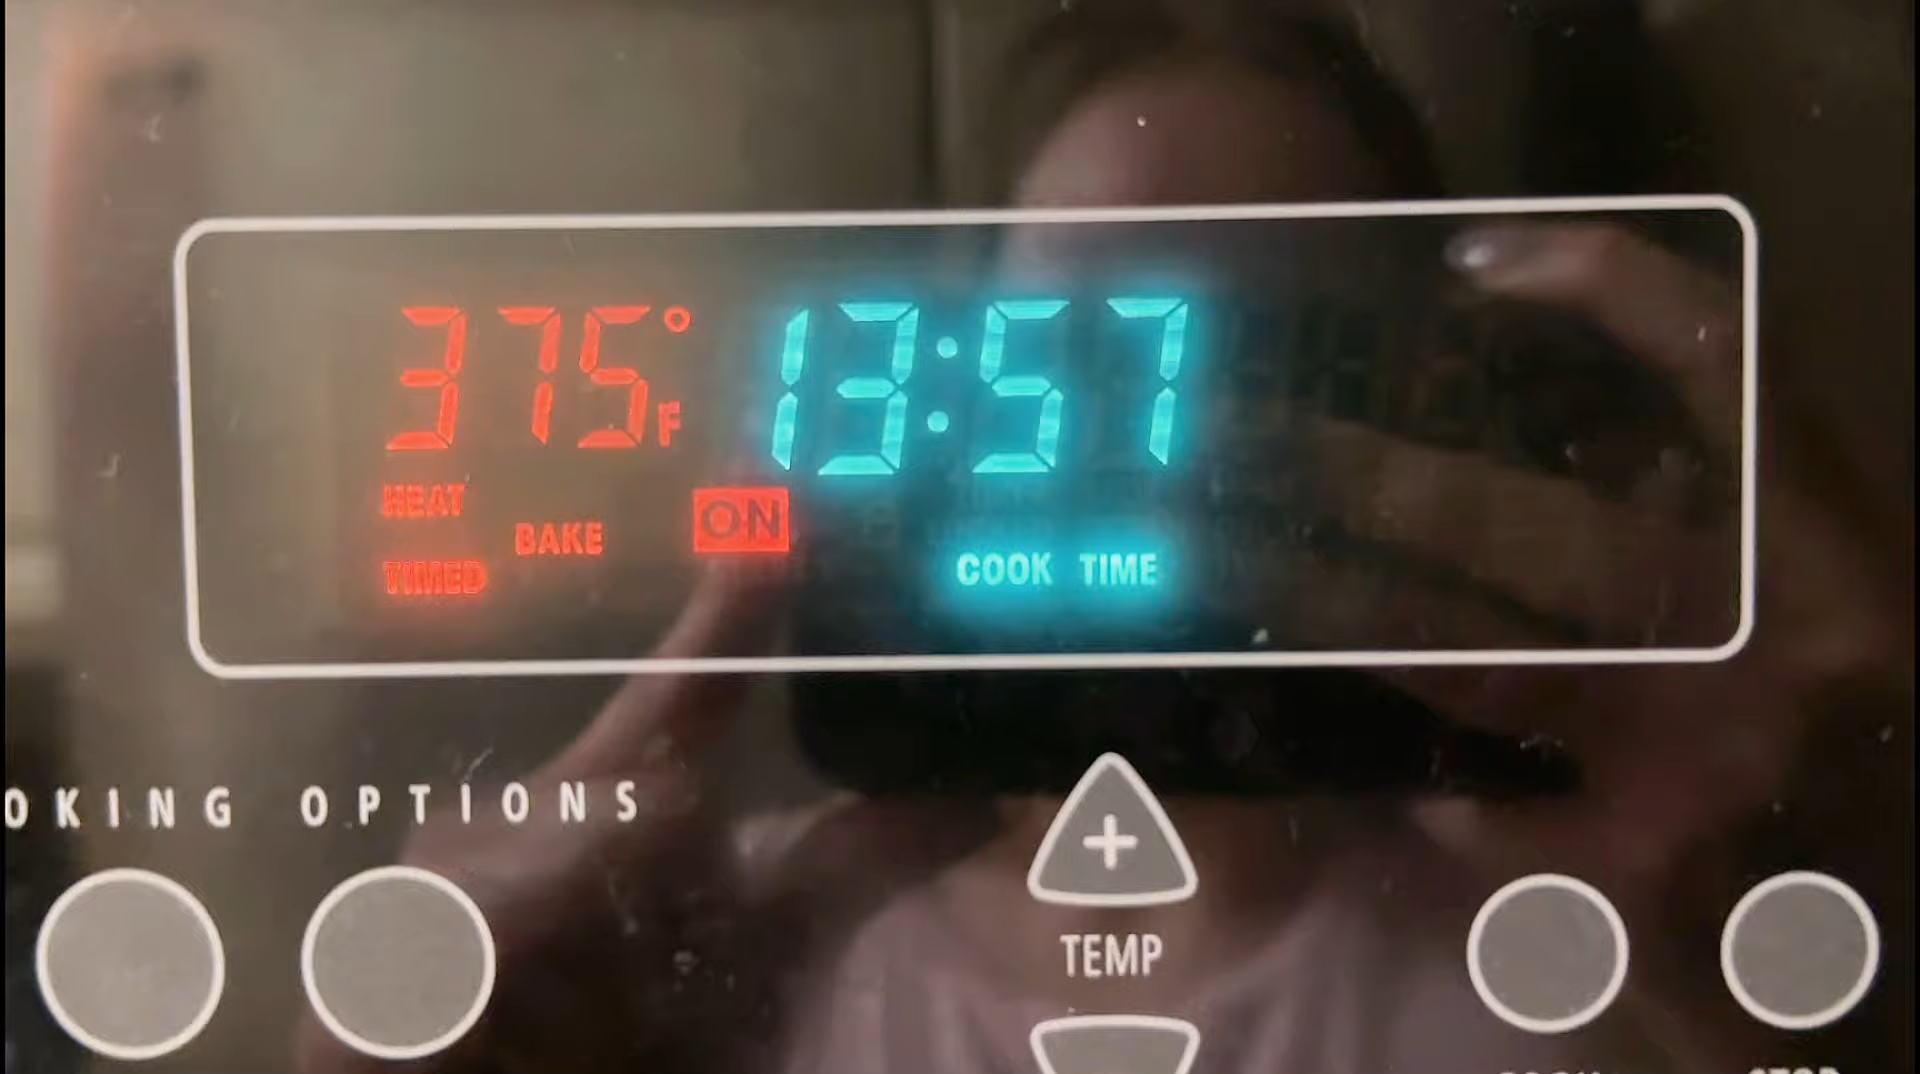 375°F 13:57
HEAT
BAKE ON
TIMED COOK TIME
OKING OPTIONS
+
TEMP